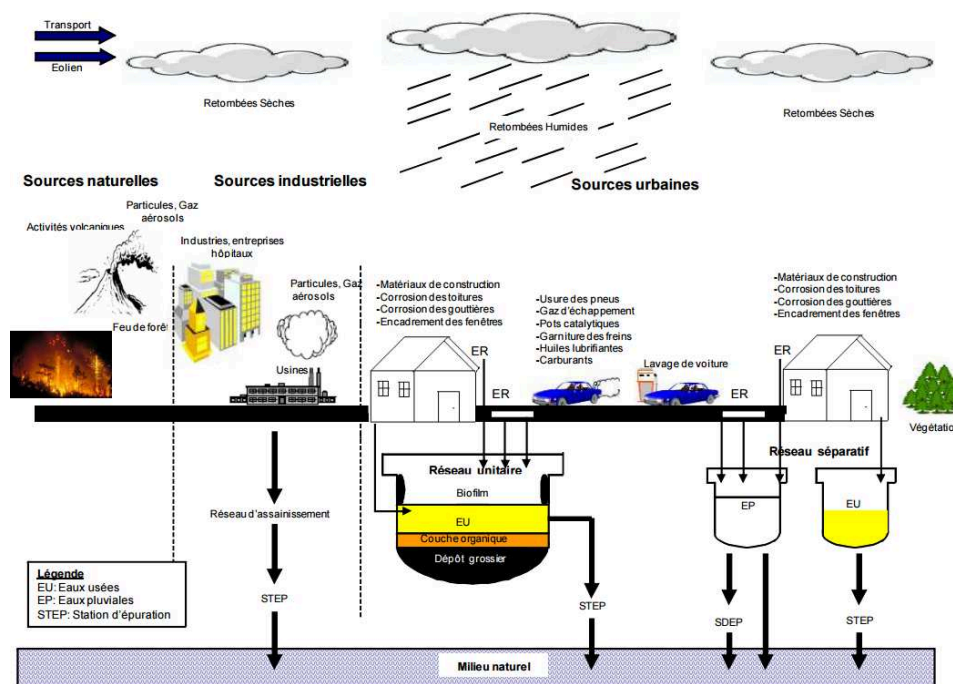 Transport
Eolien
Retombées Sèches
Retombées Humides
Retombées Sèches
Sources naturelles
Sources industrielles
Sources urbaines
Particules, Gaz
aérosols
Activités volcaniques
Feu de forêt
Industries, entreprises
hôpitaux
Particules, Gaz
aérosols
Usines
-Matériaux de construction
-Corrosion des toitures
-Corrosion des gouttières
-Encadrement des fenêtres
ER
ER
-Usure des pneus
-Gaz d'échappement
-Pots catalytiques
-Garniture des freins
-Huiles lubrifiantes
-Carburants
Lavage de voiture
ER
ER
-Matériaux de construction
-Corrosion des toitures
-Corrosion des gouttières
-Encadrement des fenêtres
Végétation
Réseau unitaire
Biofilm
EU
Couche organique
Dépôt grossier
Réseau séparatif
EP
EU
Réseau d'assainissement
STEP
STEP
SDEP
STEP
Légende
EU: Eaux usées
EP: Eaux pluviales
STEP: Station d'épuration
Milieu naturel